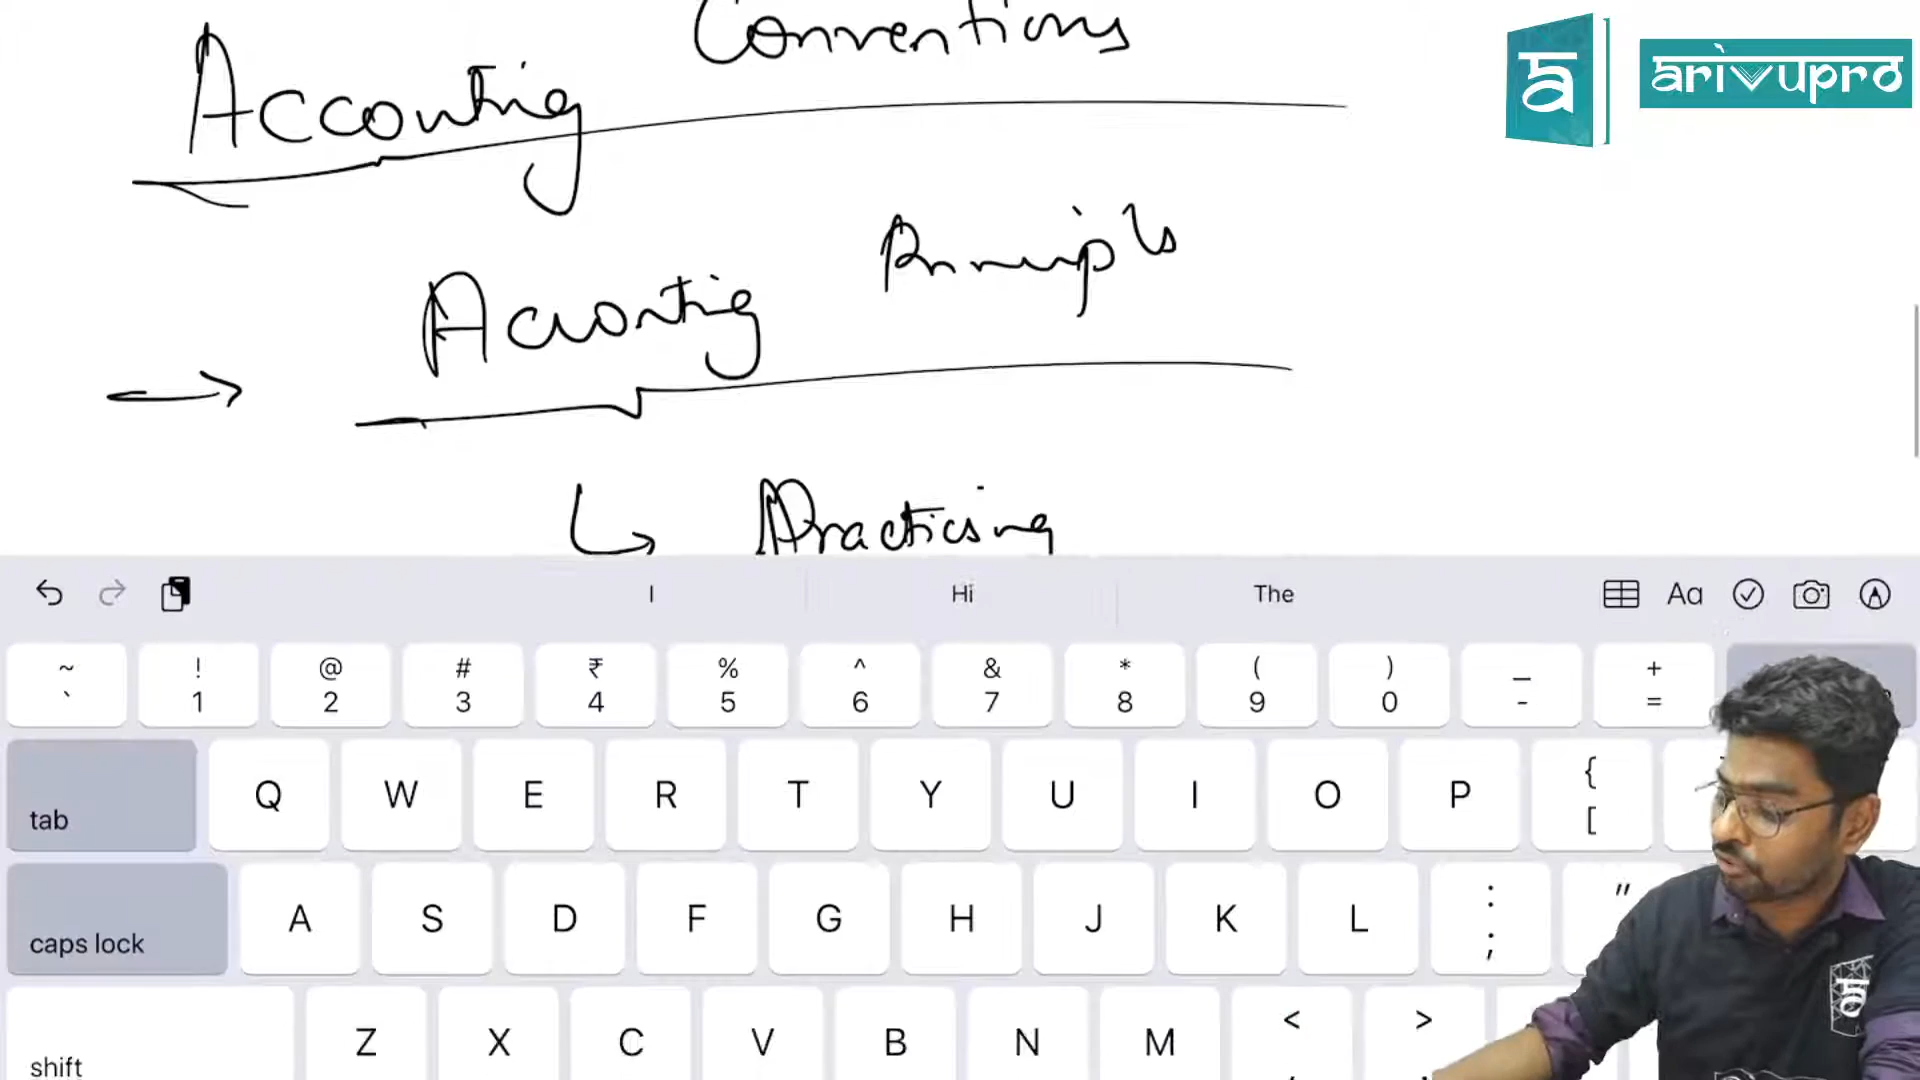 Conventions
Accounting
arivupro
Principls
Accounting
Practicing
I Hi The Aa
~ ! @ # ₹ % ^ & * ( ) _ +
` 1 2 3 4 5 6 7 8 9 0 - =
tab Q W E R T Y U I O P { [
caps lock A S D F G H J K L : ; "
shift Z X C V B N M < >